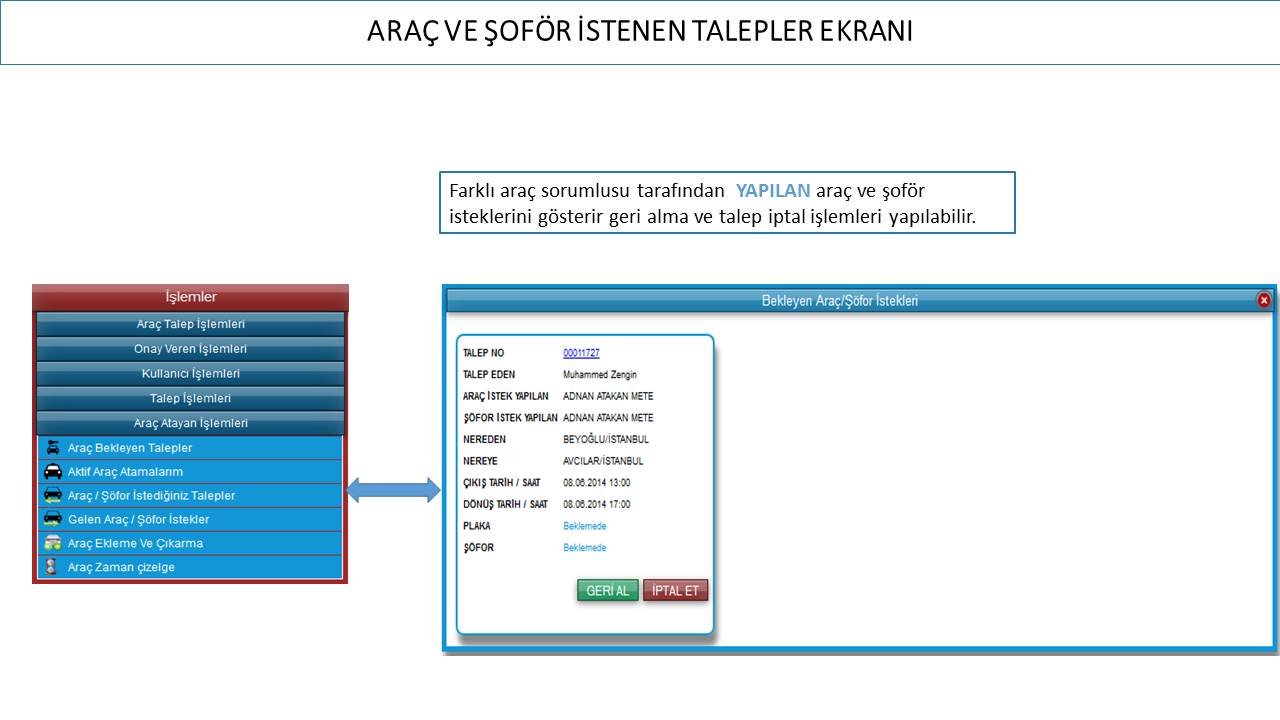 ARAÇ VE ŞOFÖR İSTENEN TALEPLER EKRANI
Farklı araç sorumlusu tarafından YAPILAN araç ve şoför
isteklerini gösterir geri alma ve talep iptal işlemleri yapılabilir.
İşlemler
Araç Talep İşlemleri
Onay Veren İşlemleri
Kullanıcı İşlemleri
Talep İşlemleri
Araç Atayan İşlemleri
Araç Bekleyen Talepler
Aktif Araç Atamalarım
Araç / Şöfor İstediğiniz Talepler
Gelen Araç / Şöfor İstekler
Araç Ekleme Ve Çıkarma
Araç Zaman çizelge
Bekleyen Araç/Şöfor İstekleri
TALEP NO 00011727
TALEP EDEN Muhammed Zengin
ARAÇ İSTEK YAPILAN ADNAN ATAKAN METE
ŞÖFOR İSTEK YAPILAN ADNAN ATAKAN METE
NEREDEN BEYOĞLU/İSTANBUL
NEREYE AVCILAR/İSTANBUL
ÇIKIŞ TARİH / SAAT 08.06.2014 13:00
DÖNÜŞ TARİH / SAAT 08.06.2014 17:00
PLAKA Beklemede
ŞÖFOR Beklemede
GERİ AL İPTAL ET